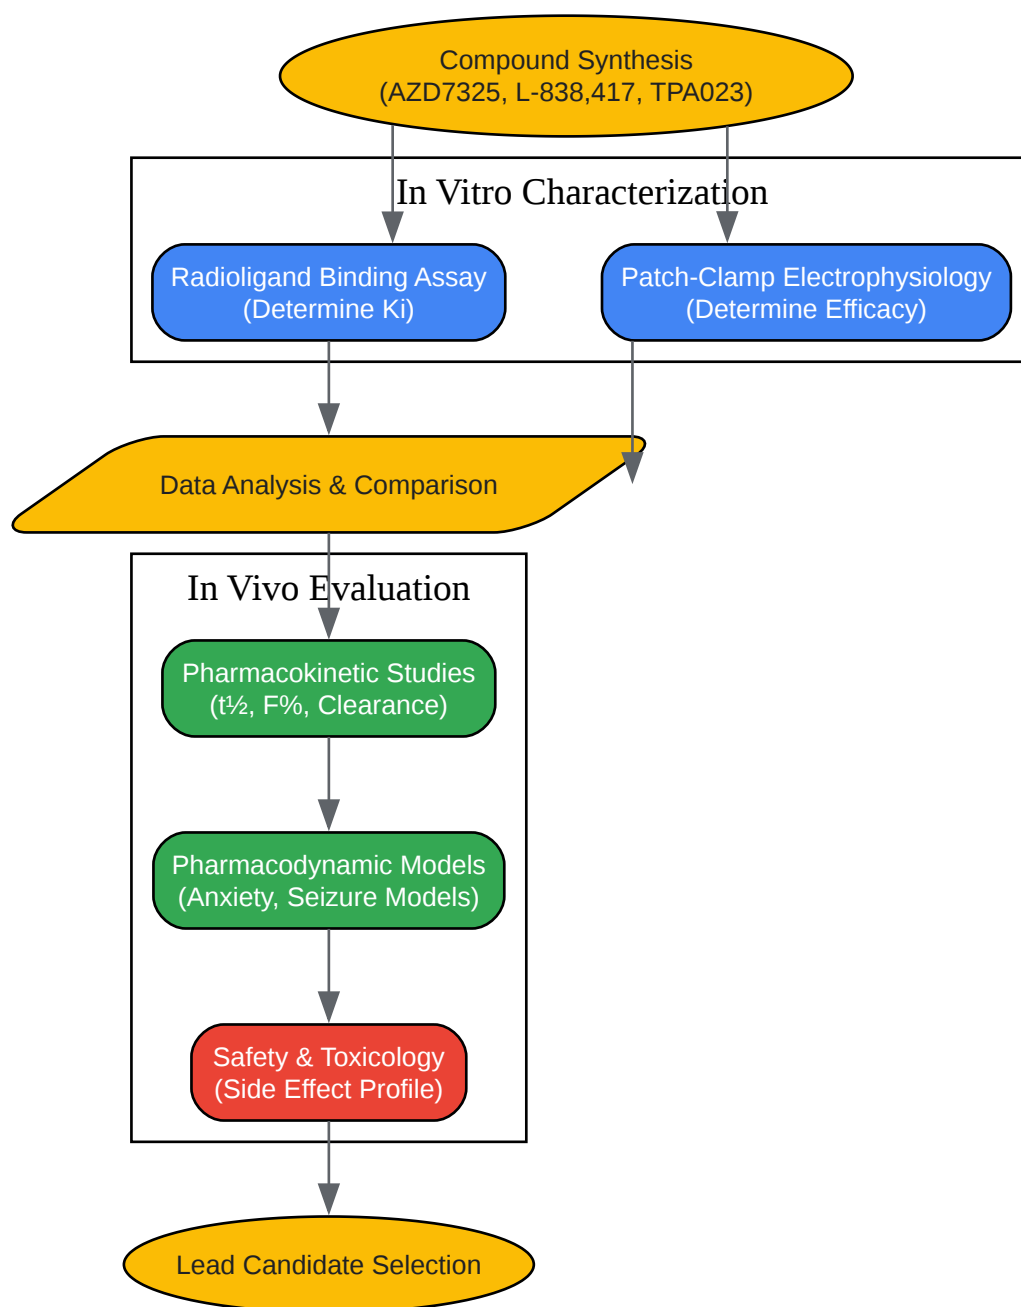 Compound Synthesis
(AZD7325, L-838,417, TPA023)
In Vitro Characterization
Radioligand Binding Assay
(Determine Ki)
Patch-Clamp Electrophysiology
(Determine Efficacy)
Data Analysis & Comparison
In Vivo Evaluation
Pharmacokinetic Studies
(t½, F%, Clearance)
Pharmacodynamic Models
(Anxiety, Seizure Models)
Safety & Toxicology
(Side Effect Profile)
Lead Candidate Selection